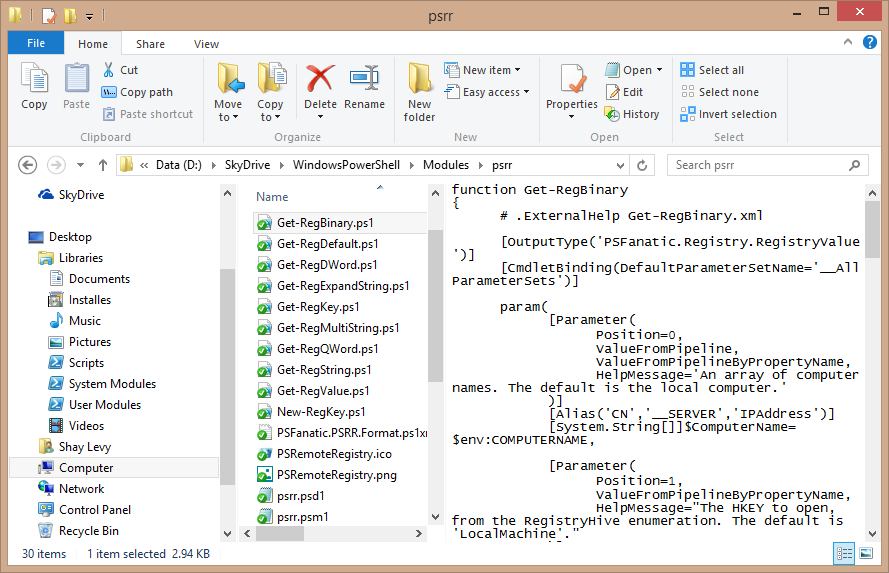 psrr
File Home Share View
Copy
Paste
Cut
Copy path
Paste shortcut
Clipboard
Move to
Copy to
Delete
Rename
Organize
New folder
New item
Easy access
New
Properties
Open
Edit
History
Open
Select all
Select none
Invert selection
Select
« Data (D:) SkyDrive WindowsPowerShell Modules psrr
Search psrr
SkyDrive
Desktop
Libraries
Documents
Installes
Music
Pictures
Scripts
System Modules
User Modules
Videos
Shay Levy
Computer
Network
Control Panel
Recycle Bin
Name
Get-RegBinary.ps1
Get-RegDefault.ps1
Get-RegDWord.ps1
Get-RegExpandString.ps1
Get-RegKey.ps1
Get-RegMultiString.ps1
Get-RegQWord.ps1
Get-RegString.ps1
Get-RegValue.ps1
New-RegKey.ps1
PSFanatic.PSRR.Format.ps1x
PSRemoteRegistry.ico
PSRemoteRegistry.png
psrr.psd1
psrr.psm1
function Get-RegBinary
{
# .ExternalHelp Get-RegBinary.xml
[OutputType('PSFanatic.Registry.RegistryValue
')]
[CmdletBinding(DefaultParameterSetName='__All
ParameterSets')]
param(
[Parameter(
Position=0,
ValueFromPipeline,
ValueFromPipelineByPropertyName,
HelpMessage='An array of computer
names. The default is the local computer.'
)]
[Alias('CN','__SERVER','IPAddress')]
[System.String[]]$ComputerName=
$env:COMPUTERNAME,
[Parameter(
Position=1,
ValueFromPipelineByPropertyName,
HelpMessage="The HKEY to open,
from the RegistryHive enumeration. The default is
'LocalMachine'."
30 items 1 item selected 2.94 KB